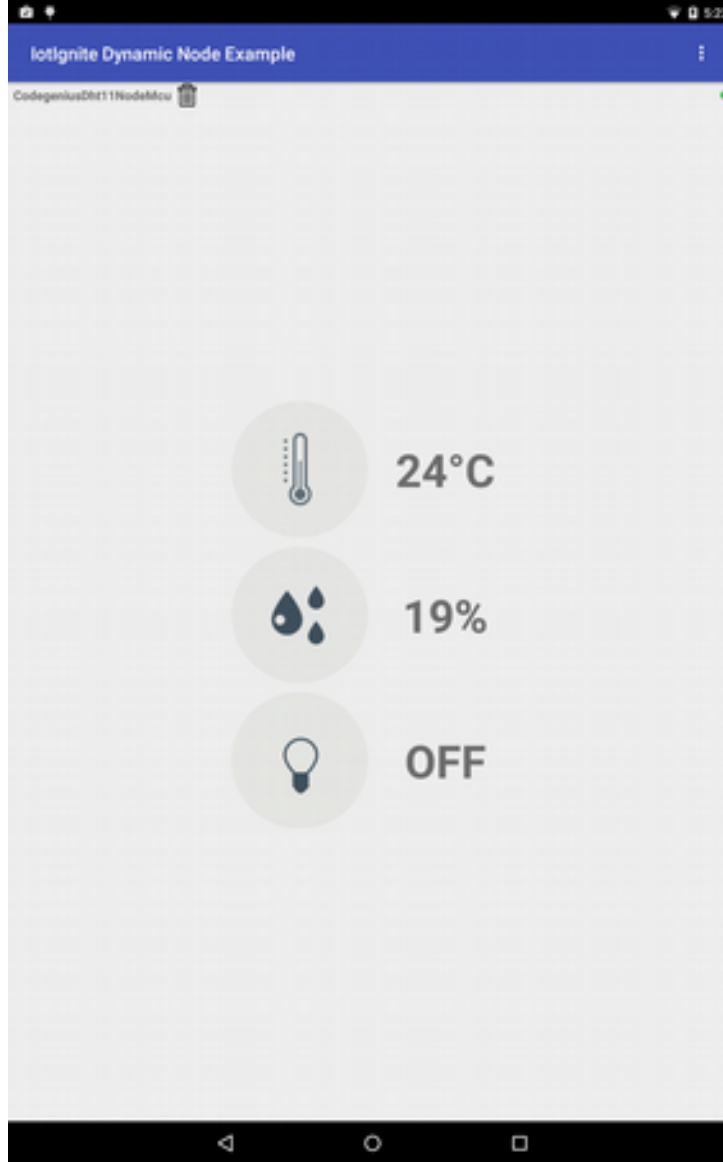 IotIgnite Dynamic Node Example
CodegeniusDht11NodeMcu
24°C
19%
OFF